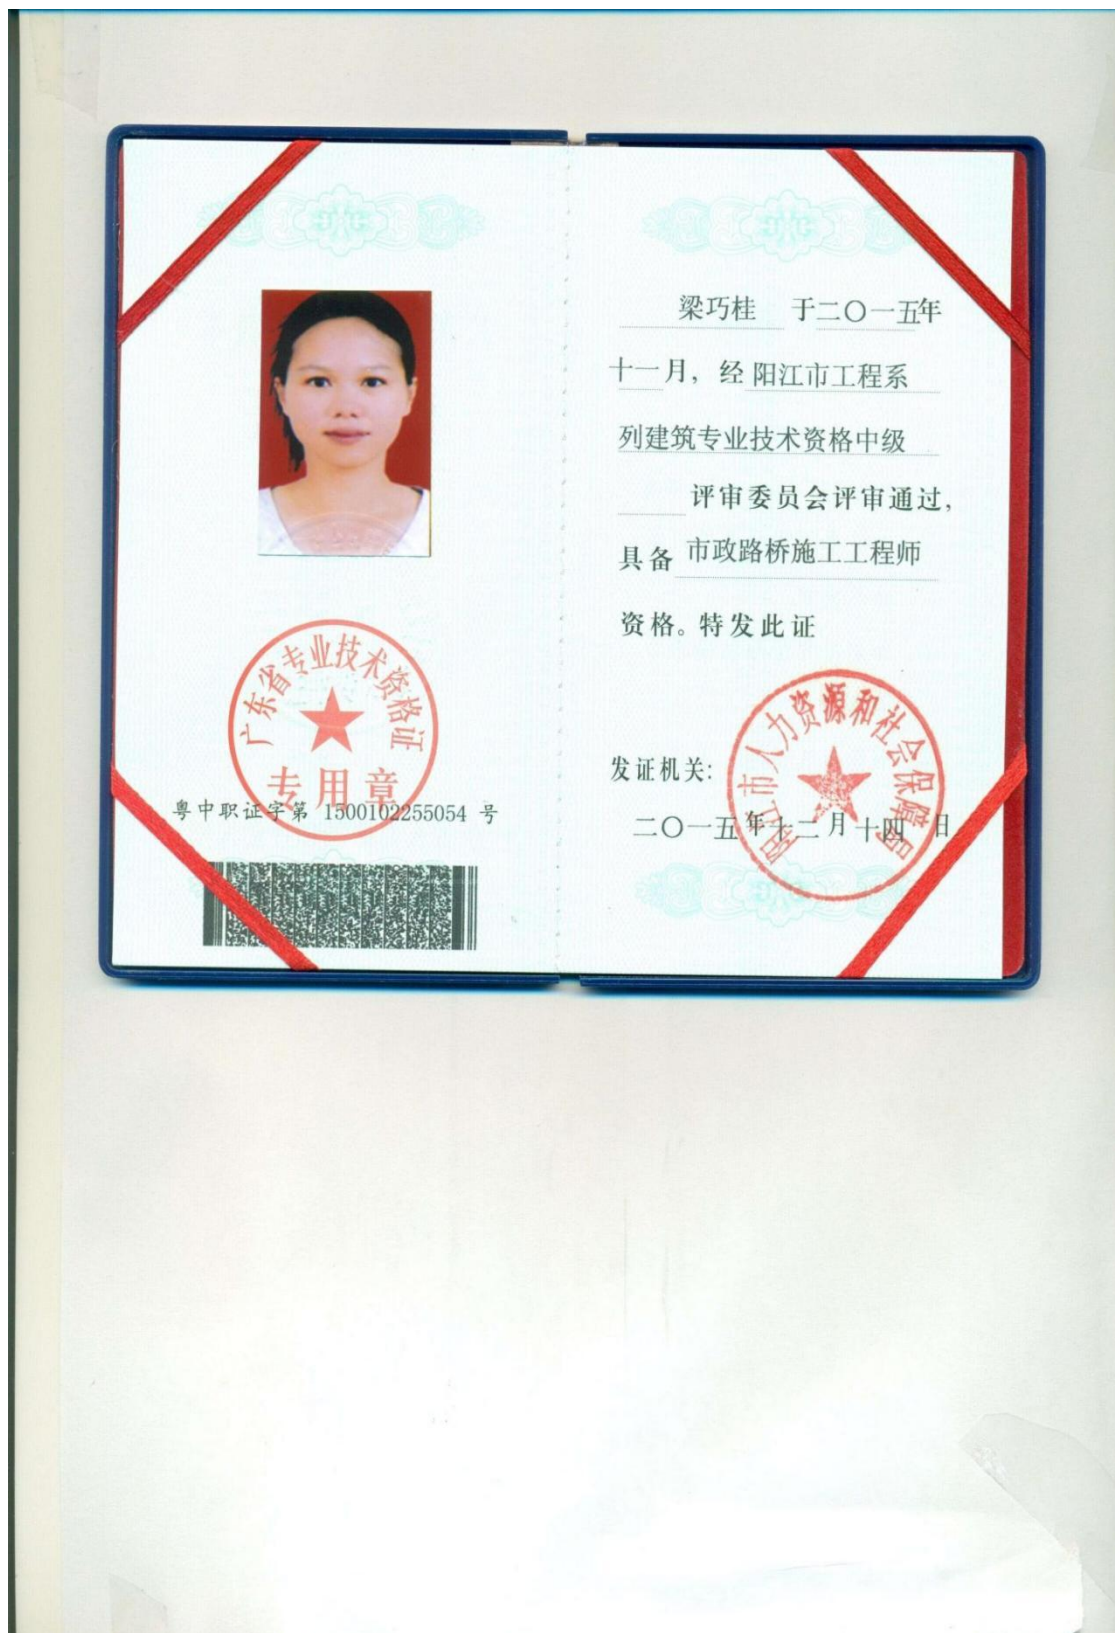 广东省专业技术资格证
专用章
粤中职证字第 1500102255054 号
梁巧桂 于二〇一五年
十一月，经 阳江市工程系
列建筑专业技术资格中级
评审委员会评审通过，
具备 市政路桥施工工程师
资格。特发此证
阳江市人力资源和社会保障局
发证机关：
二〇一五年十二月十四日